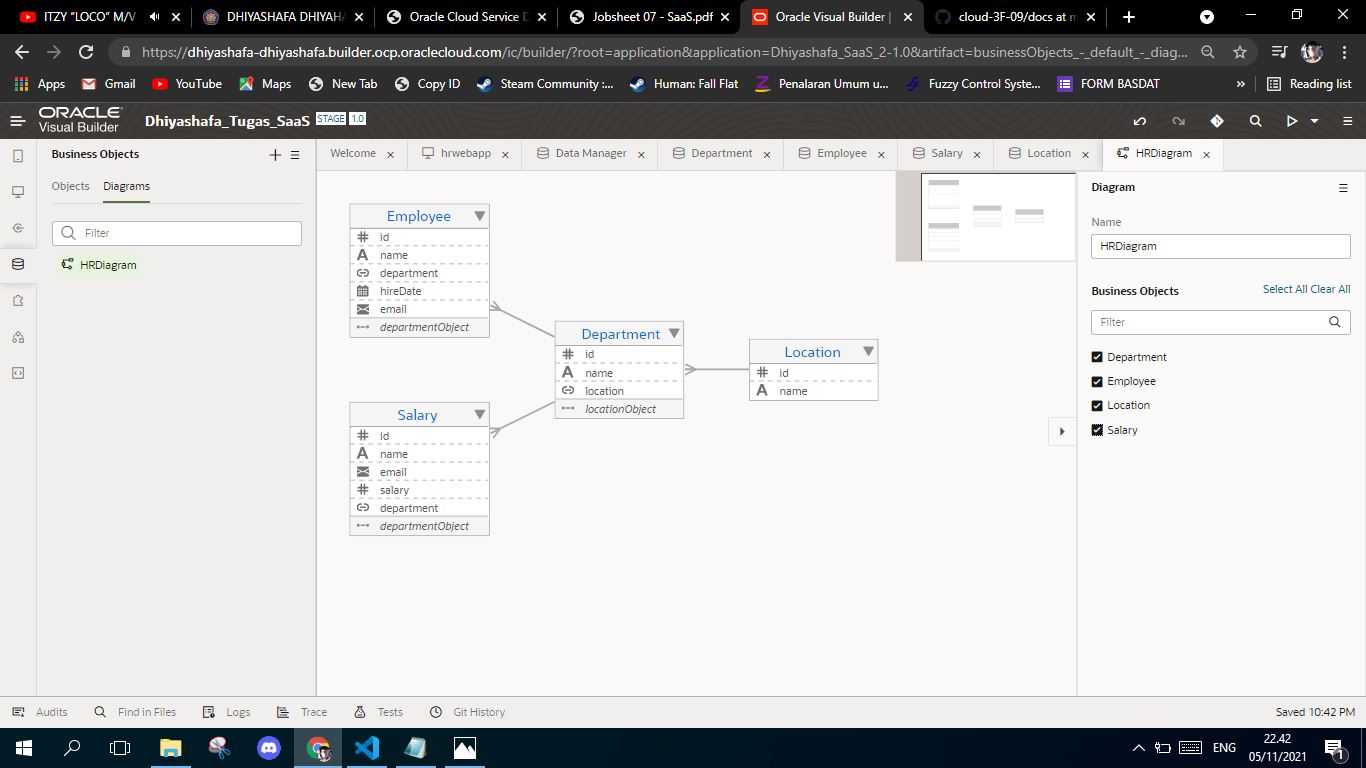 ITZY “LOCO” M/V
DHIYASHAFA DHIYAHA
Oracle Cloud Service D
Jobsheet 07 - SaaS.pdf
Oracle Visual Builder |
cloud-3F-09/docs at m
https://dhiyashafa-dhiyashafa.builder.ocp.oraclecloud.com/ic/builder/?root=application&application=Dhiyashafa_SaaS_2-1.0&artifact=businessObjects_-_default_-_diag...
Apps
Gmail
YouTube
Maps
New Tab
Copy ID
Steam Community :...
Human: Fall Flat
Penalaran Umum u...
Fuzzy Control Syste...
FORM BASDAT
»
Reading list
ORACLE
Visual Builder
Dhiyashafa_Tugas_SaaS
STAGE
1.0
Business Objects
Objects
Diagrams
Filter
HRDiagram
Welcome
hrwebapp
Data Manager
Department
Employee
Salary
Location
HRDiagram
Employee
id
name
department
hireDate
email
departmentObject
Salary
id
name
email
salary
department
departmentObject
Department
id
name
location
locationObject
Location
id
name
Diagram
Name
HRDiagram
Business Objects
Select All Clear All
Filter
Department
Employee
Location
Salary
Audits
Find in Files
Logs
Trace
Tests
Git History
Saved 10:42 PM
ENG
22.42
05/11/2021
1